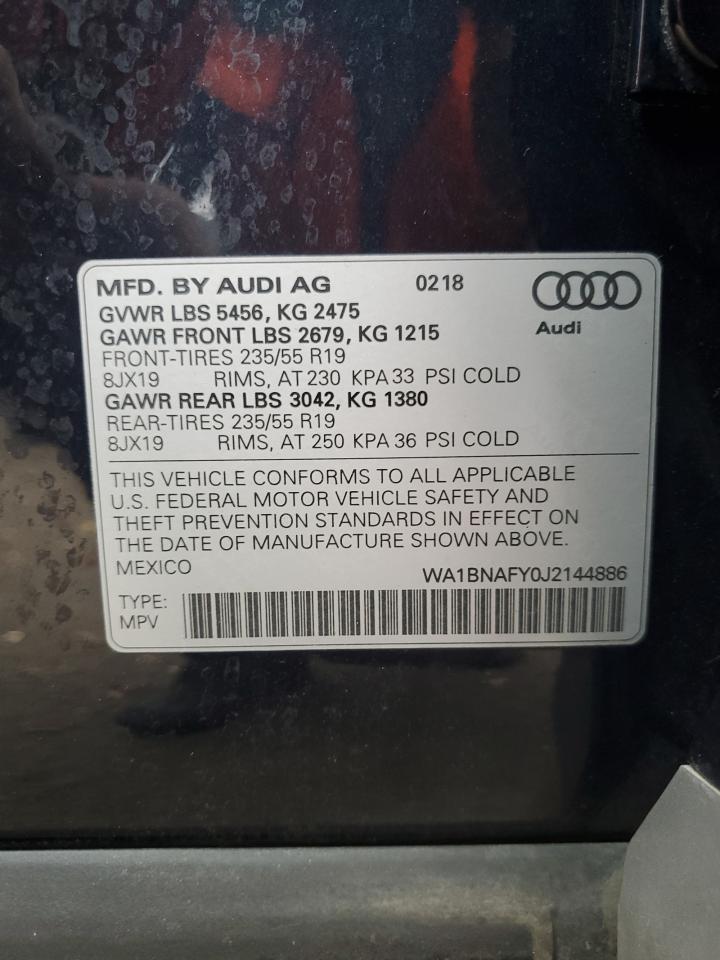 MFD. BY AUDI AG 0218
GVWR LBS 5456, KG 2475
GAWR FRONT LBS 2679, KG 1215
Audi
FRONT-TIRES 235/55 R19
8JX19 RIMS, AT 230 KPA 33 PSI COLD
GAWR REAR LBS 3042, KG 1380
REAR-TIRES 235/55 R19
8JX19 RIMS, AT 250 KPA 36 PSI COLD
THIS VEHICLE CONFORMS TO ALL APPLICABLE
U.S. FEDERAL MOTOR VEHICLE SAFETY AND
THEFT PREVENTION STANDARDS IN EFFECT ON
THE DATE OF MANUFACTURE SHOWN ABOVE.
MEXICO WA1BNAFY0J2144886
TYPE:
MPV